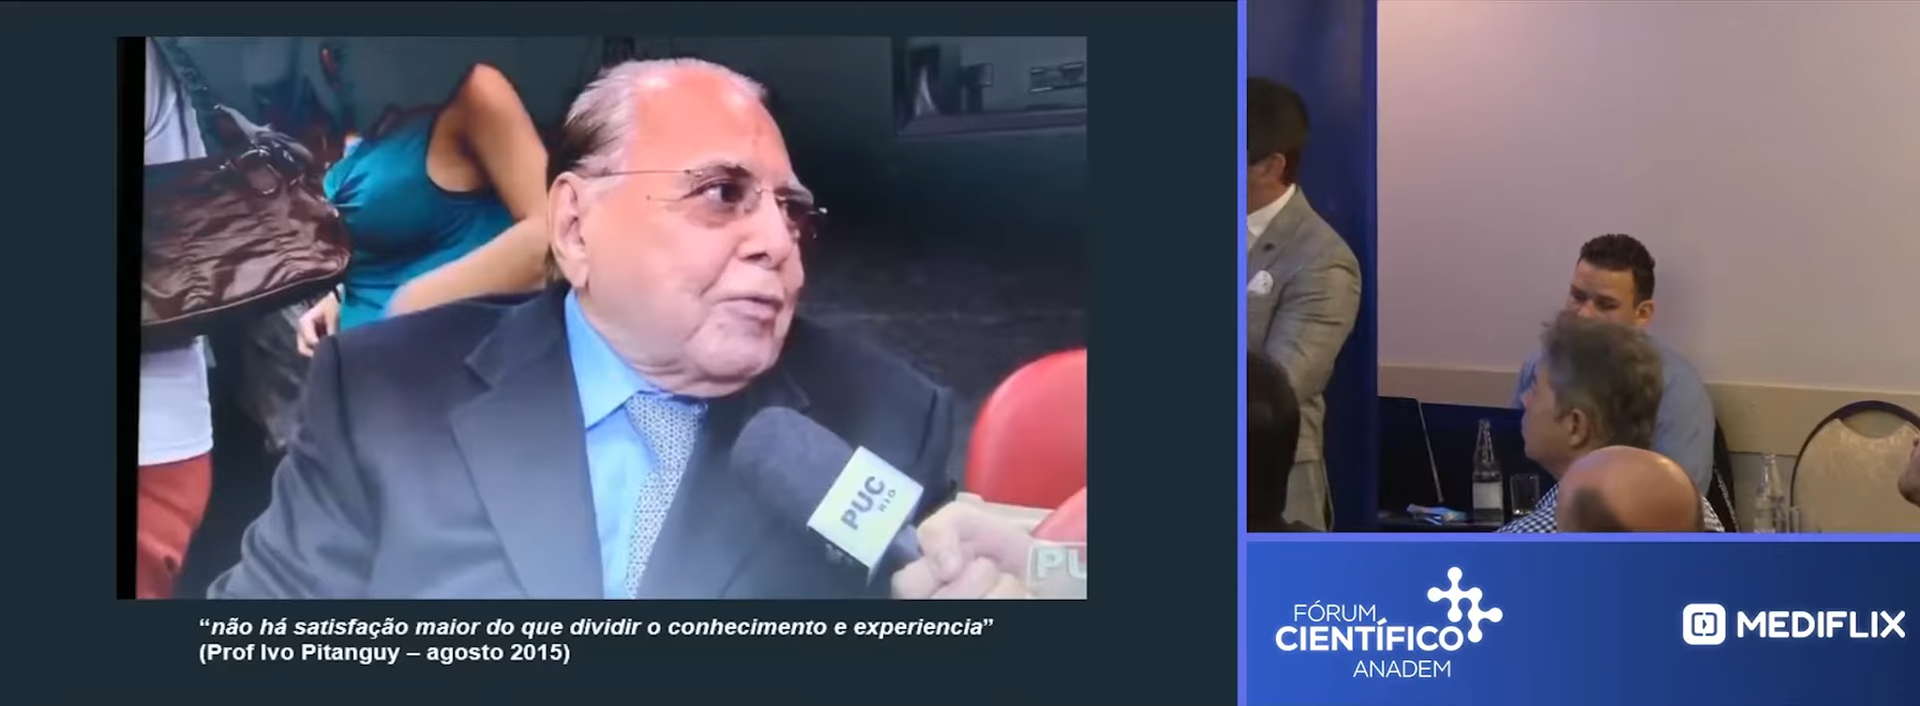 PUC
RIO
PU
“não há satisfação maior do que dividir o conhecimento e experiencia”
(Prof Ivo Pitanguy – agosto 2015)
FÓRUM
CIENTÍFICO
ANADEM
MEDIFLIX